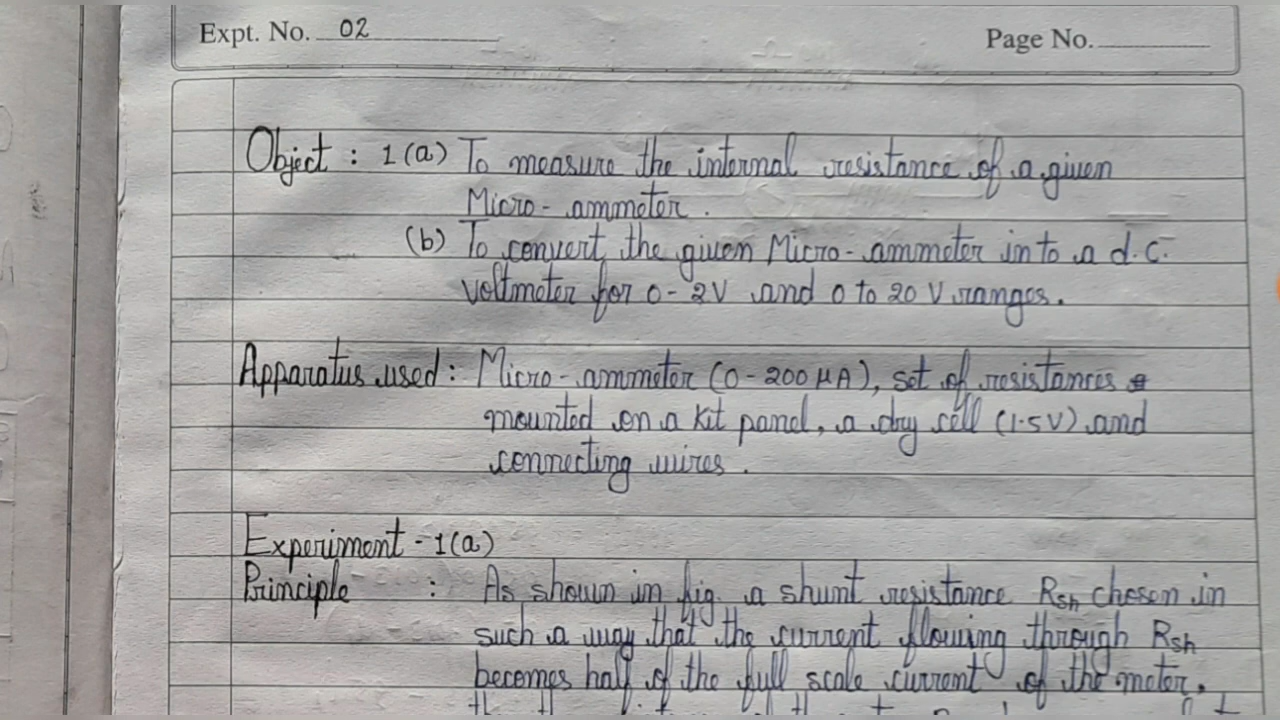 Expt. No. 02
Page No.
Object : 1 (a) To measure the internal resistance of a given
Micro - ammeter .
(b) To convert the given Micro - ammeter in to a d.c.
voltmeter for 0 - 2V and 0 to 20 V ranges.
Apparatus used : Micro - ammeter (0 - 200 μA), set of resistances
mounted on a kit panel, a dry cell (1.5V) and
connecting wires .
Experiment - 1(a)
Principle : As shown in fig. a shunt resistance Rsh chosen in
such a way that the current flowing through Rsh
becomes half of the full scale current of the meter.